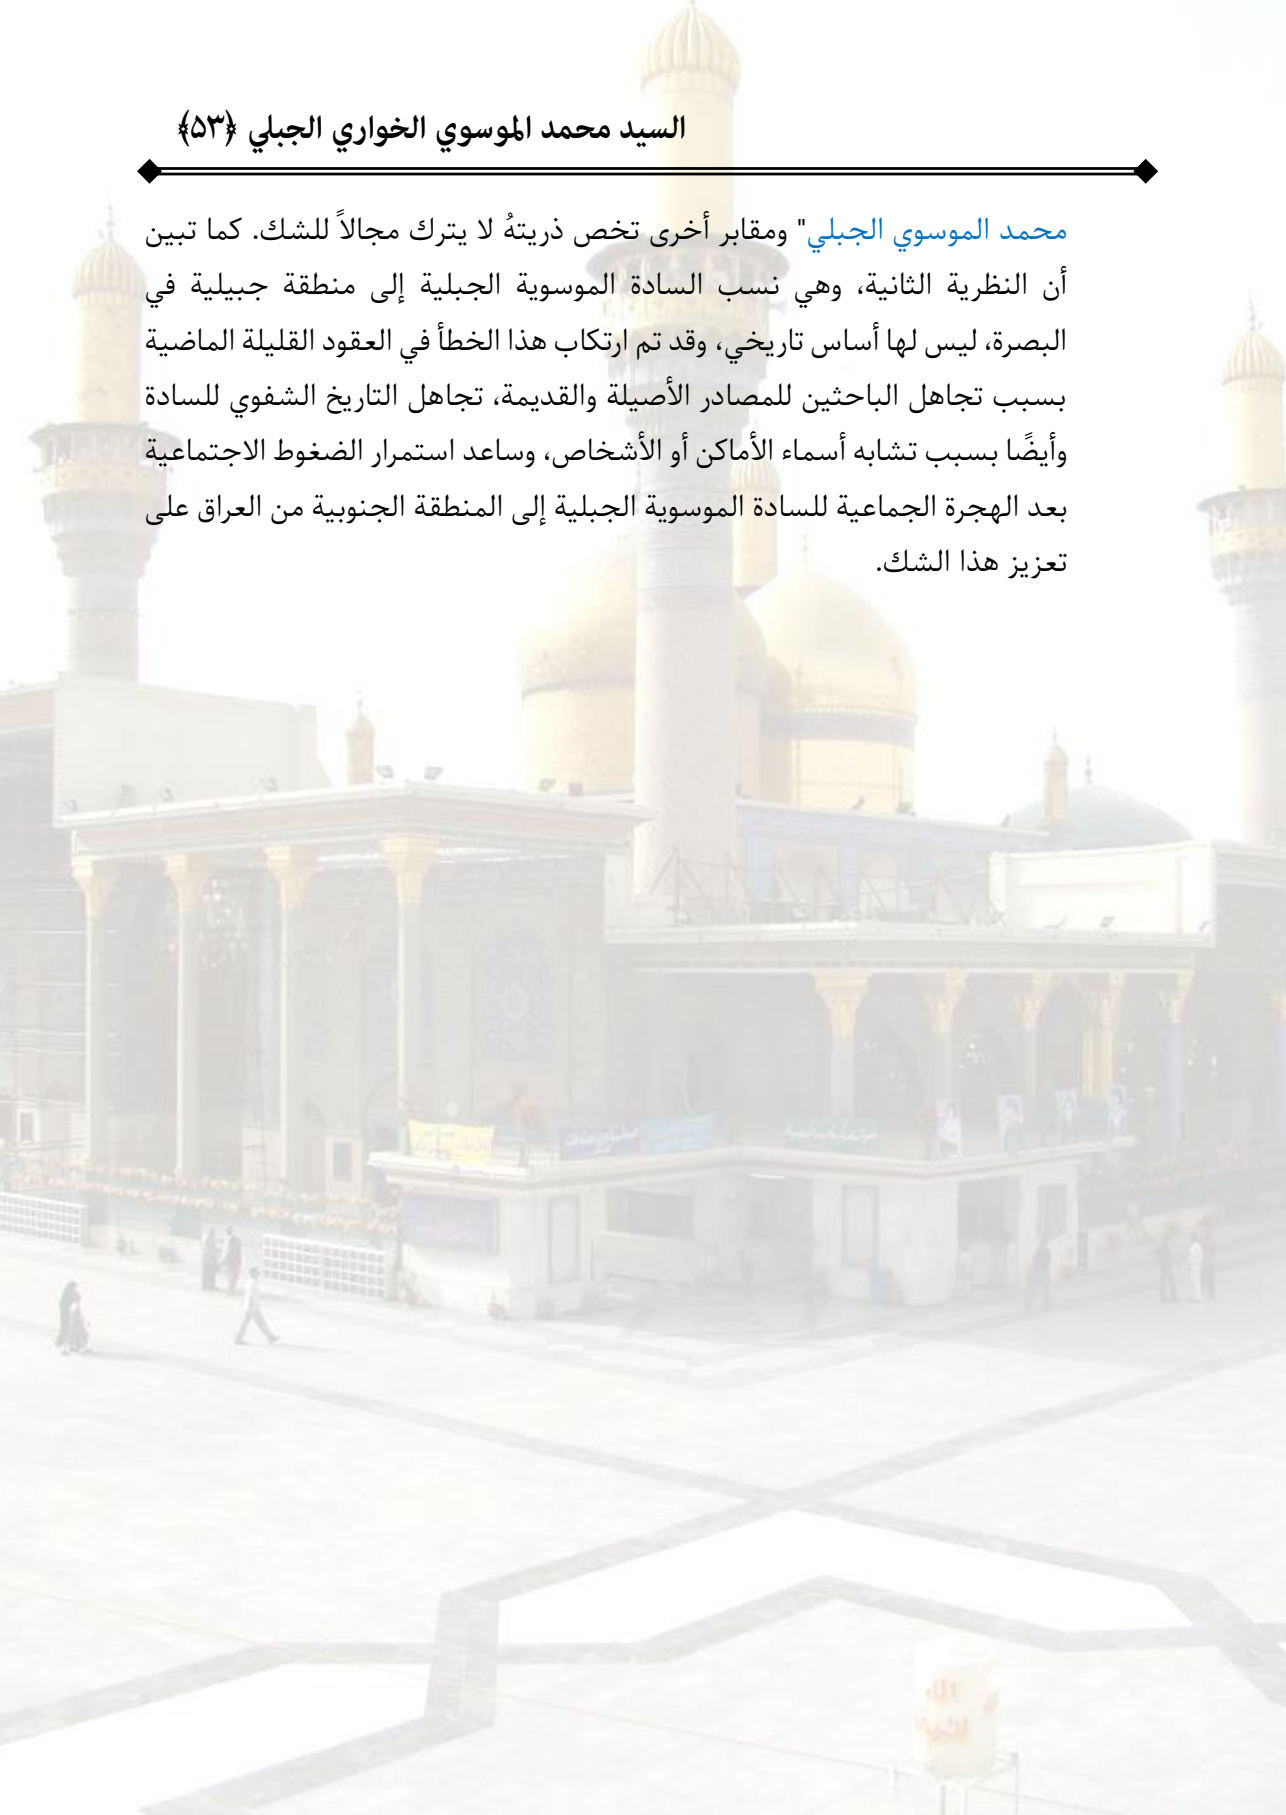 السيد محمد الموسوي الخواري الجبلي ﴿۵۳﴾
محمد الموسوي الجبلي" ومقابر أخرى تخص ذريتهُ لا يترك مجالاً للشك. كما تبين
أن النظرية الثانية، وهي نسب السادة الموسوية الجبلية إلى منطقة جبيلية في
البصرة، ليس لها أساس تاريخي، وقد تم ارتكاب هذا الخطأ في العقود القليلة الماضية
بسبب تجاهل الباحثين للمصادر الأصيلة والقديمة، تجاهل التاريخ الشفوي للسادة
وأيضًا بسبب تشابه أسماء الأماكن أو الأشخاص، وساعد استمرار الضغوط الاجتماعية
بعد الهجرة الجماعية للسادة الموسوية الجبلية إلى المنطقة الجنوبية من العراق على
تعزيز هذا الشك.